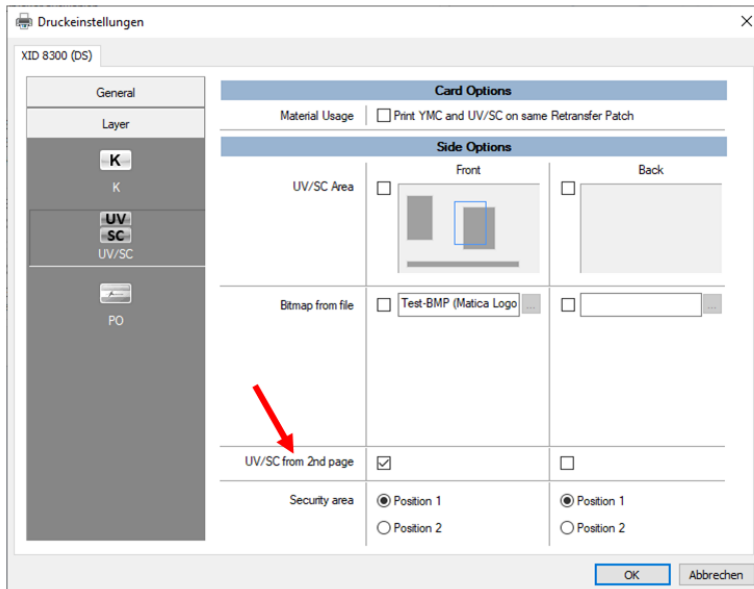 Druckeinstellungen
XID 8300 (DS)
General
Layer
K
K
UV
SC
UV/SC
PO
Card Options
Material Usage
Print YMC and UV/SC on same Retransfer Patch
Side Options
Front
Back
UV/SC Area
Bitmap from file
Test-BMP (Matica Logo
...
...
UV/SC from 2nd page
Security area
Position 1
Position 1
Position 2
Position 2
OK
Abbrechen